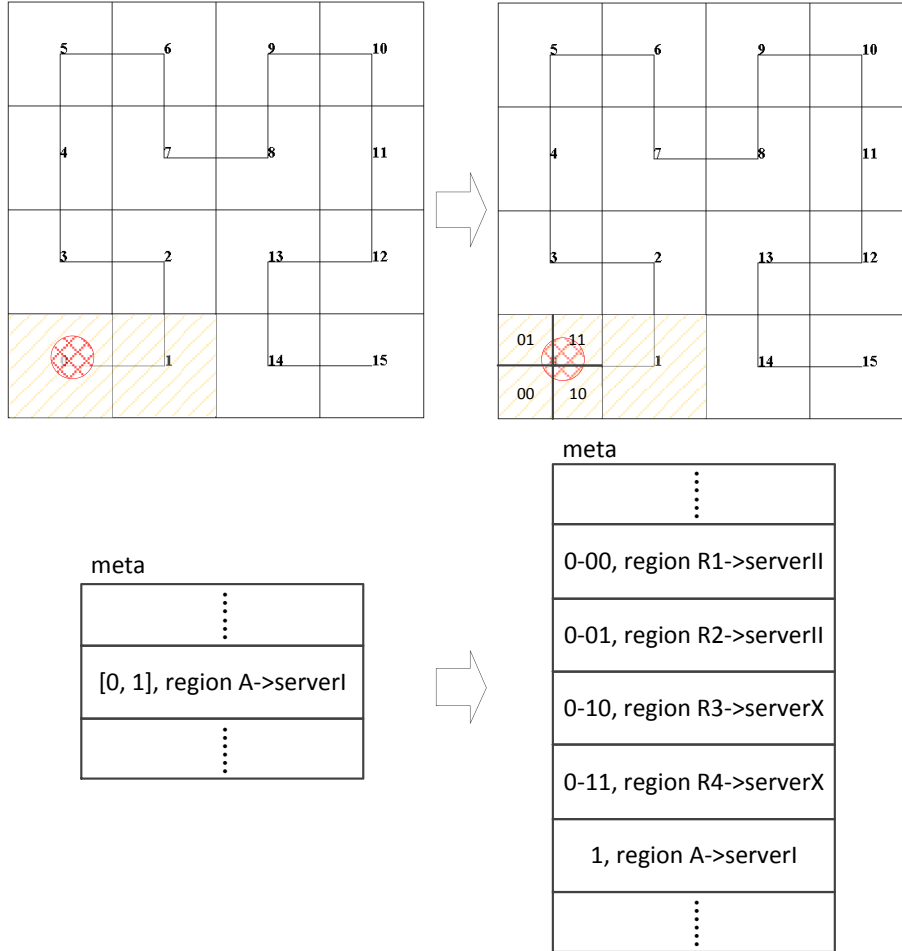 5 6 9 10
4 7 8 11
3 2 13 12
0 1 14 15
5 6 9 10
4 7 8 11
3 2 13 12
01 11
1 14 15
00 10
meta
[0, 1], region A->serverI
meta
0-00, region R1->serverII
0-01, region R2->serverII
0-10, region R3->serverX
0-11, region R4->serverX
1, region A->serverI